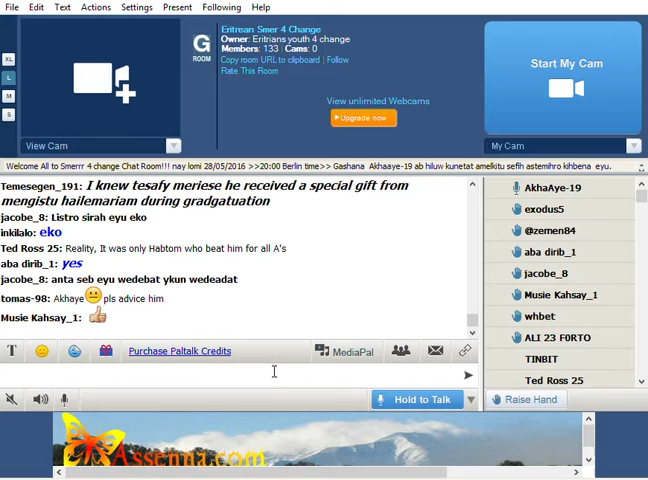 File Edit Text Actions Settings Present Following Help
XL
L
M
S
View Cam
G
ROOM
Eritrean Smer 4 Change
Owner: Eritrians youth 4 change
Members: 133 | Cams: 0
Copy room URL to clipboard | Follow
Rate This Room
View unlimited Webcams
Upgrade now
Start My Cam
My Cam
Welcome All to Smerrr 4 change Chat Room!!! nay lomi 28/05/2016 >>20:00 Berlin time>> Gashana Akhaaye-19 ab hiluw kunetat amelkitu sefih astemihro kihbena eyu.
Temesegen_191: I knew tesafy meriese he received a special gift from
mengistu hailemariam during gradgatuation
jacobe_8: Listro sirah eyu eko
inkilalo: eko
Ted Ross 25: Reality, It was only Habtom who beat him for all A's
aba dirib_1: yes
jacobe_8: anta seb eyu wedebat ykun wedeadat
tomas-98: Akhaye pls advice him
Musie Kahsay_1:
AkhaAye-19
exodus5
@zemen84
aba dirib_1
jacobe_8
Musie Kahsay_1
whbet
ALI 23 FORTO
TINBIT
Ted Ross 25
T
Purchase Paltalk Credits
MediaPal
Hold to Talk
Raise Hand
Assenna.com